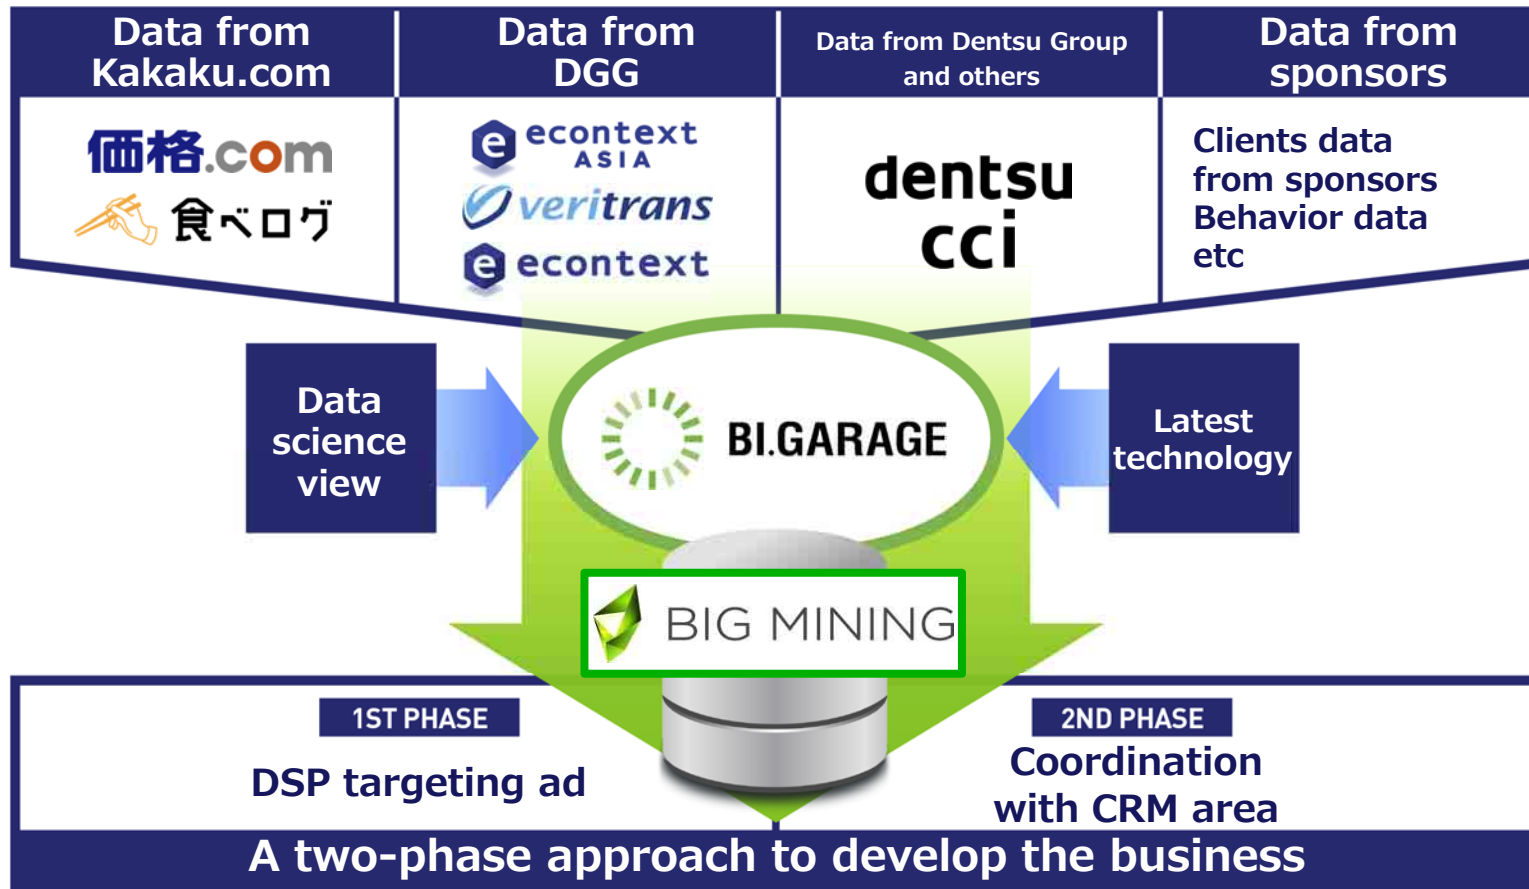 Data from
Kakaku.com
Data from
DGG
Data from Dentsu Group
and others
Data from
sponsors
価格.com
食べログ
econtext
ASIA
veritrans
econtext
dentsu
cci
Clients data
from sponsors
Behavior data
etc
Data
science
view
BI.GARAGE
Latest
technology
BIG MINING
1ST PHASE
DSP targeting ad
2ND PHASE
Coordination
with CRM area
A two-phase approach to develop the business